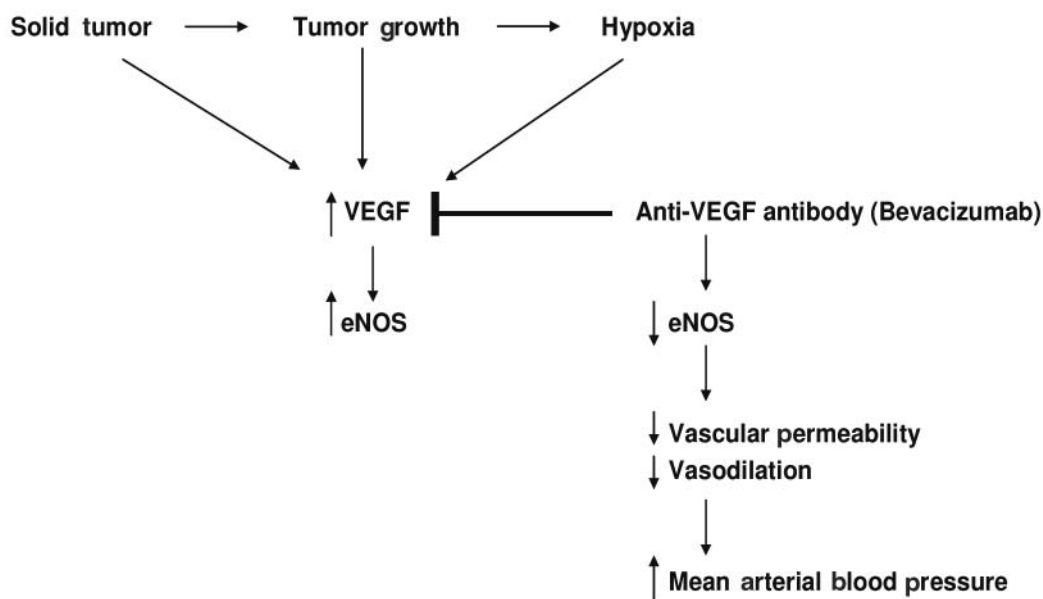 Solid tumor Tumor growth Hypoxia
VEGF Anti-VEGF antibody (Bevacizumab)
eNOS eNOS
Vascular permeability
Vasodilation
Mean arterial blood pressure